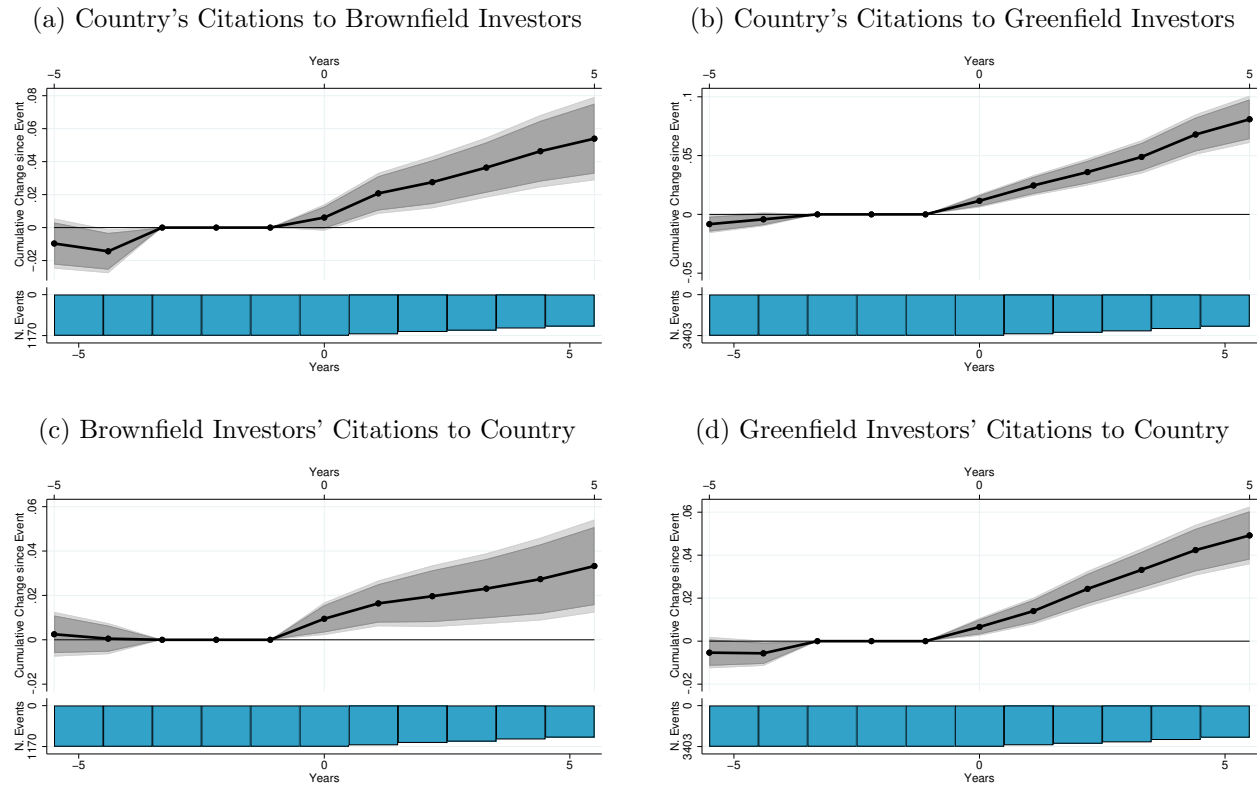 (a) Country's Citations to Brownfield Investors
Years
−5 0 5
Cumulative Change since Event
−.02 0 .02 .04 .06 .08
N. Events
1170 0
−5 0 5
Years
(b) Country's Citations to Greenfield Investors
Years
−5 0 5
Cumulative Change since Event
−.05 0 .05 .1
N. Events
3403 0
−5 0 5
Years
(c) Brownfield Investors' Citations to Country
Years
−5 0 5
Cumulative Change since Event
−.02 0 .02 .04 .06
N. Events
1170 0
−5 0 5
Years
(d) Greenfield Investors' Citations to Country
Years
−5 0 5
Cumulative Change since Event
−.02 0 .02 .04 .06
N. Events
3403 0
−5 0 5
Years